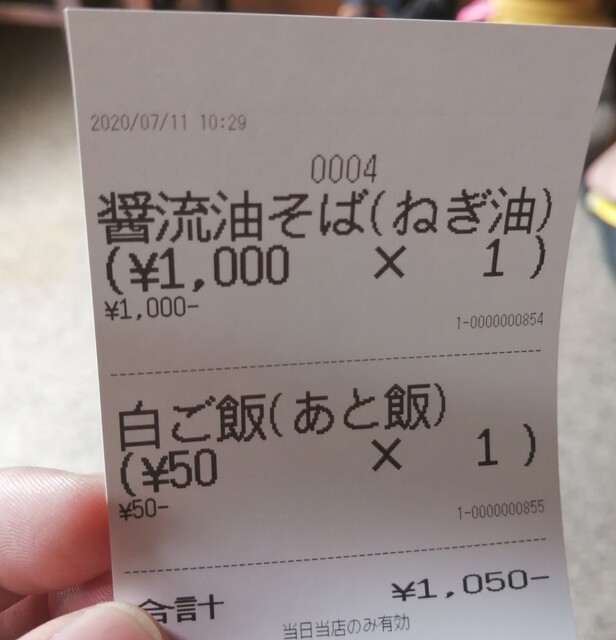 2020/07/11 10:29
0004
醤流油そば(ねぎ油)
(¥1,000 × 1 )
¥1,000-
1-0000000854
白ご飯(あと飯)
(¥50 × 1 )
¥50-
1-0000000855
合計 ¥1,050-
当日当店のみ有効